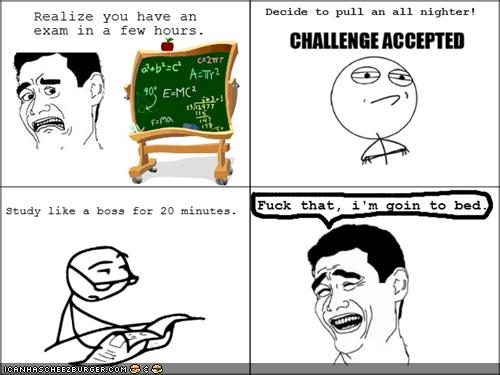 Realize you have an
exam in a few hours.
a²+b²=c²
c=2πr
A=πr²
90°
E=MC²
F=ma
Decide to pull an all nighter!
CHALLENGE ACCEPTED
Study like a boss for 20 minutes.
Fuck that, i'm goin to bed.
ICANHASCHEEZBURGER.COM